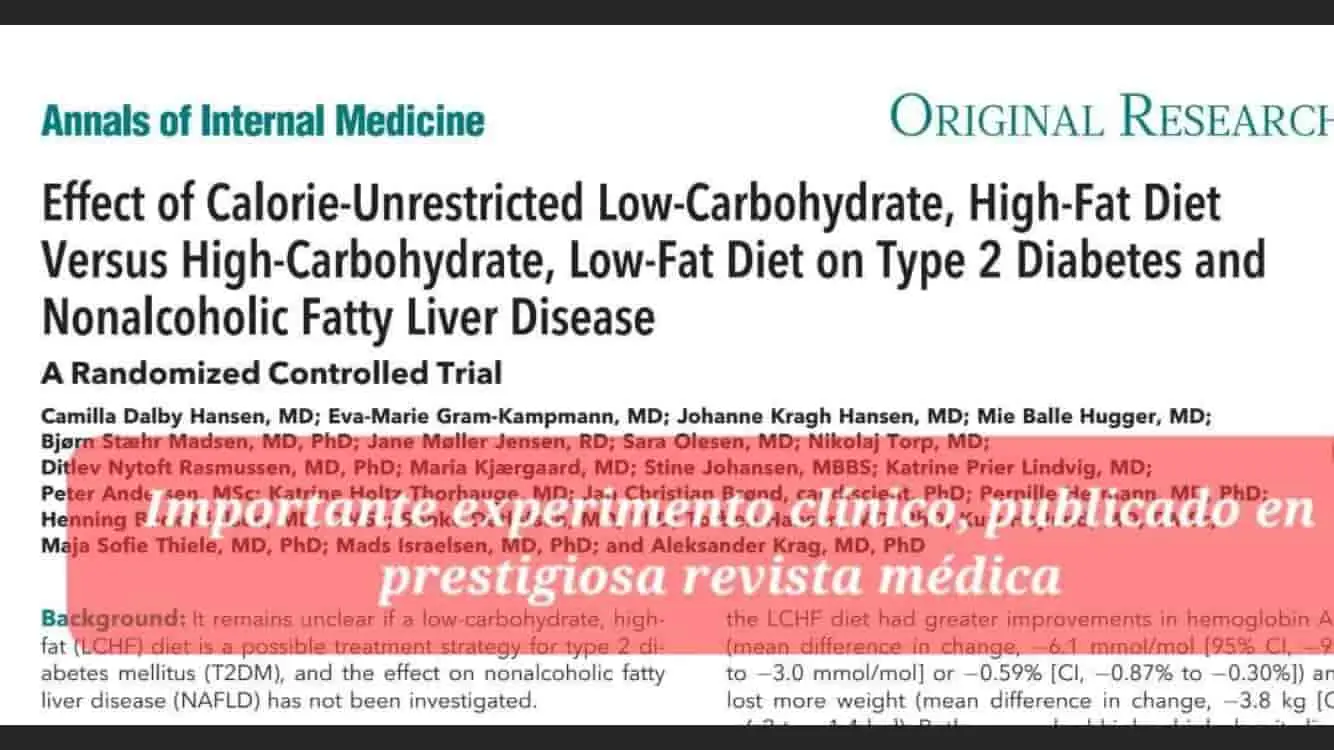 Annals of Internal Medicine
ORIGINAL RESEARCH
Effect of Calorie-Unrestricted Low-Carbohydrate, High-Fat Diet
Versus High-Carbohydrate, Low-Fat Diet on Type 2 Diabetes and
Nonalcoholic Fatty Liver Disease
A Randomized Controlled Trial
Camilla Dalby Hansen, MD; Eva-Marie Gram-Kampmann, MD; Johanne Kragh Hansen, MD; Mie Balle Hugger, MD;
Bjørn Stæhr Madsen, MD, PhD; Jane Møller Jensen, RD; Sara Olesen, MD; Nikolaj Torp, MD;
Ditlev Nytoft Rasmussen, MD, PhD; Maria Kjærgaard, MD; Stine Johansen, MBBS; Katrine Prier Lindvig, MD;
Peter Andersen, MSc; Katrine Holtz Thorhauge, MD; Jan Christian Brønd, cand scient, PhD; Pernille Hermann, MD, PhD;
Henning
Importante experimento clínico, publicado en
Maja Sofie Thiele, MD, PhD; Mads Israelsen, MD, PhD; and Aleksander Krag, MD, PhD
prestigiosa revista médica
Background: It remains unclear if a low-carbohydrate, high-
fat (LCHF) diet is a possible treatment strategy for type 2 di-
abetes mellitus (T2DM), and the effect on nonalcoholic fatty
liver disease (NAFLD) has not been investigated.
the LCHF diet had greater improvements in hemoglobin A
(mean difference in change, −6.1 mmol/mol [95% CI, −9
to −3.0 mmol/mol] or −0.59% [CI, −0.87% to −0.30%]) an
lost more weight (mean difference in change, −3.8 kg [C